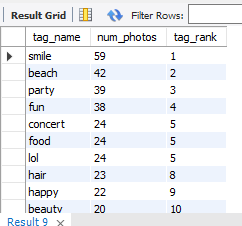 Result Grid Filter Rows:
tag_name num_photos tag_rank
smile 59 1
beach 42 2
party 39 3
fun 38 4
concert 24 5
food 24 5
lol 24 5
hair 23 8
happy 22 9
beauty 20 10
Result 9 ×